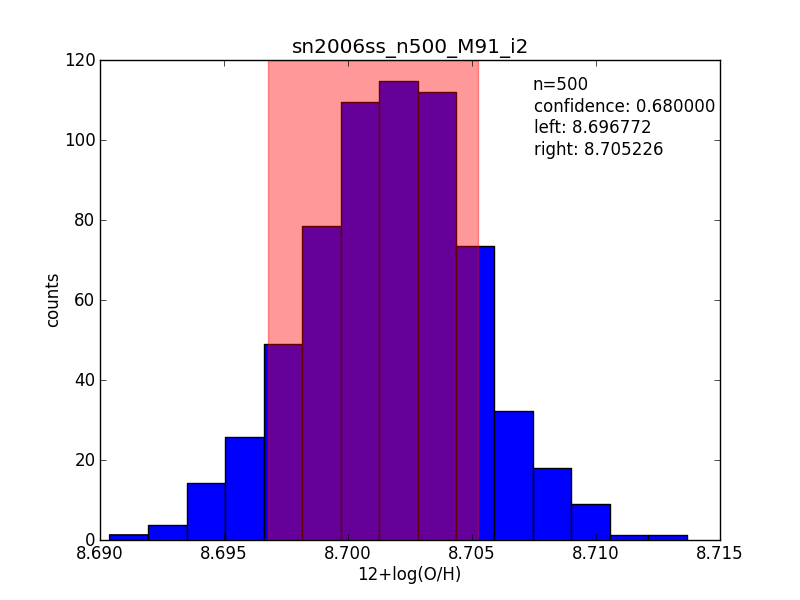 sn2006ss_n500_M91_i2
n=500
confidence: 0.680000
left: 8.696772
right: 8.705226
counts
120
100
80
60
40
20
0
8.690 8.695 8.700 8.705 8.710 8.715
12+log(O/H)